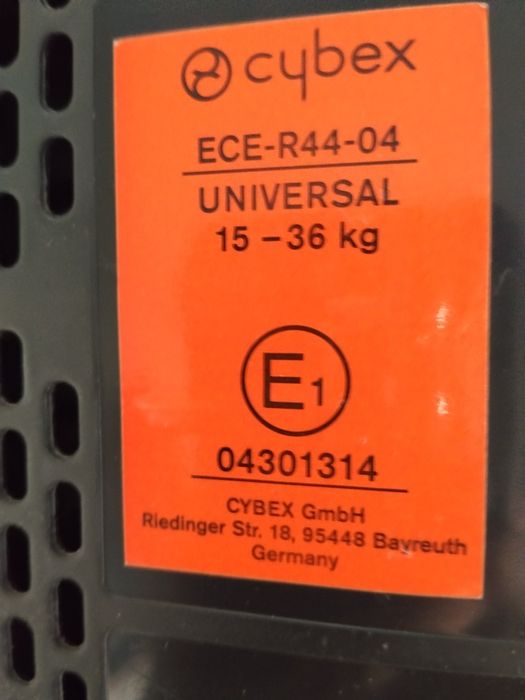 cybex
ECE-R44-04
UNIVERSAL
15 – 36 kg
E1
04301314
CYBEX GmbH
Riedinger Str. 18, 95448 Bayreuth
Germany